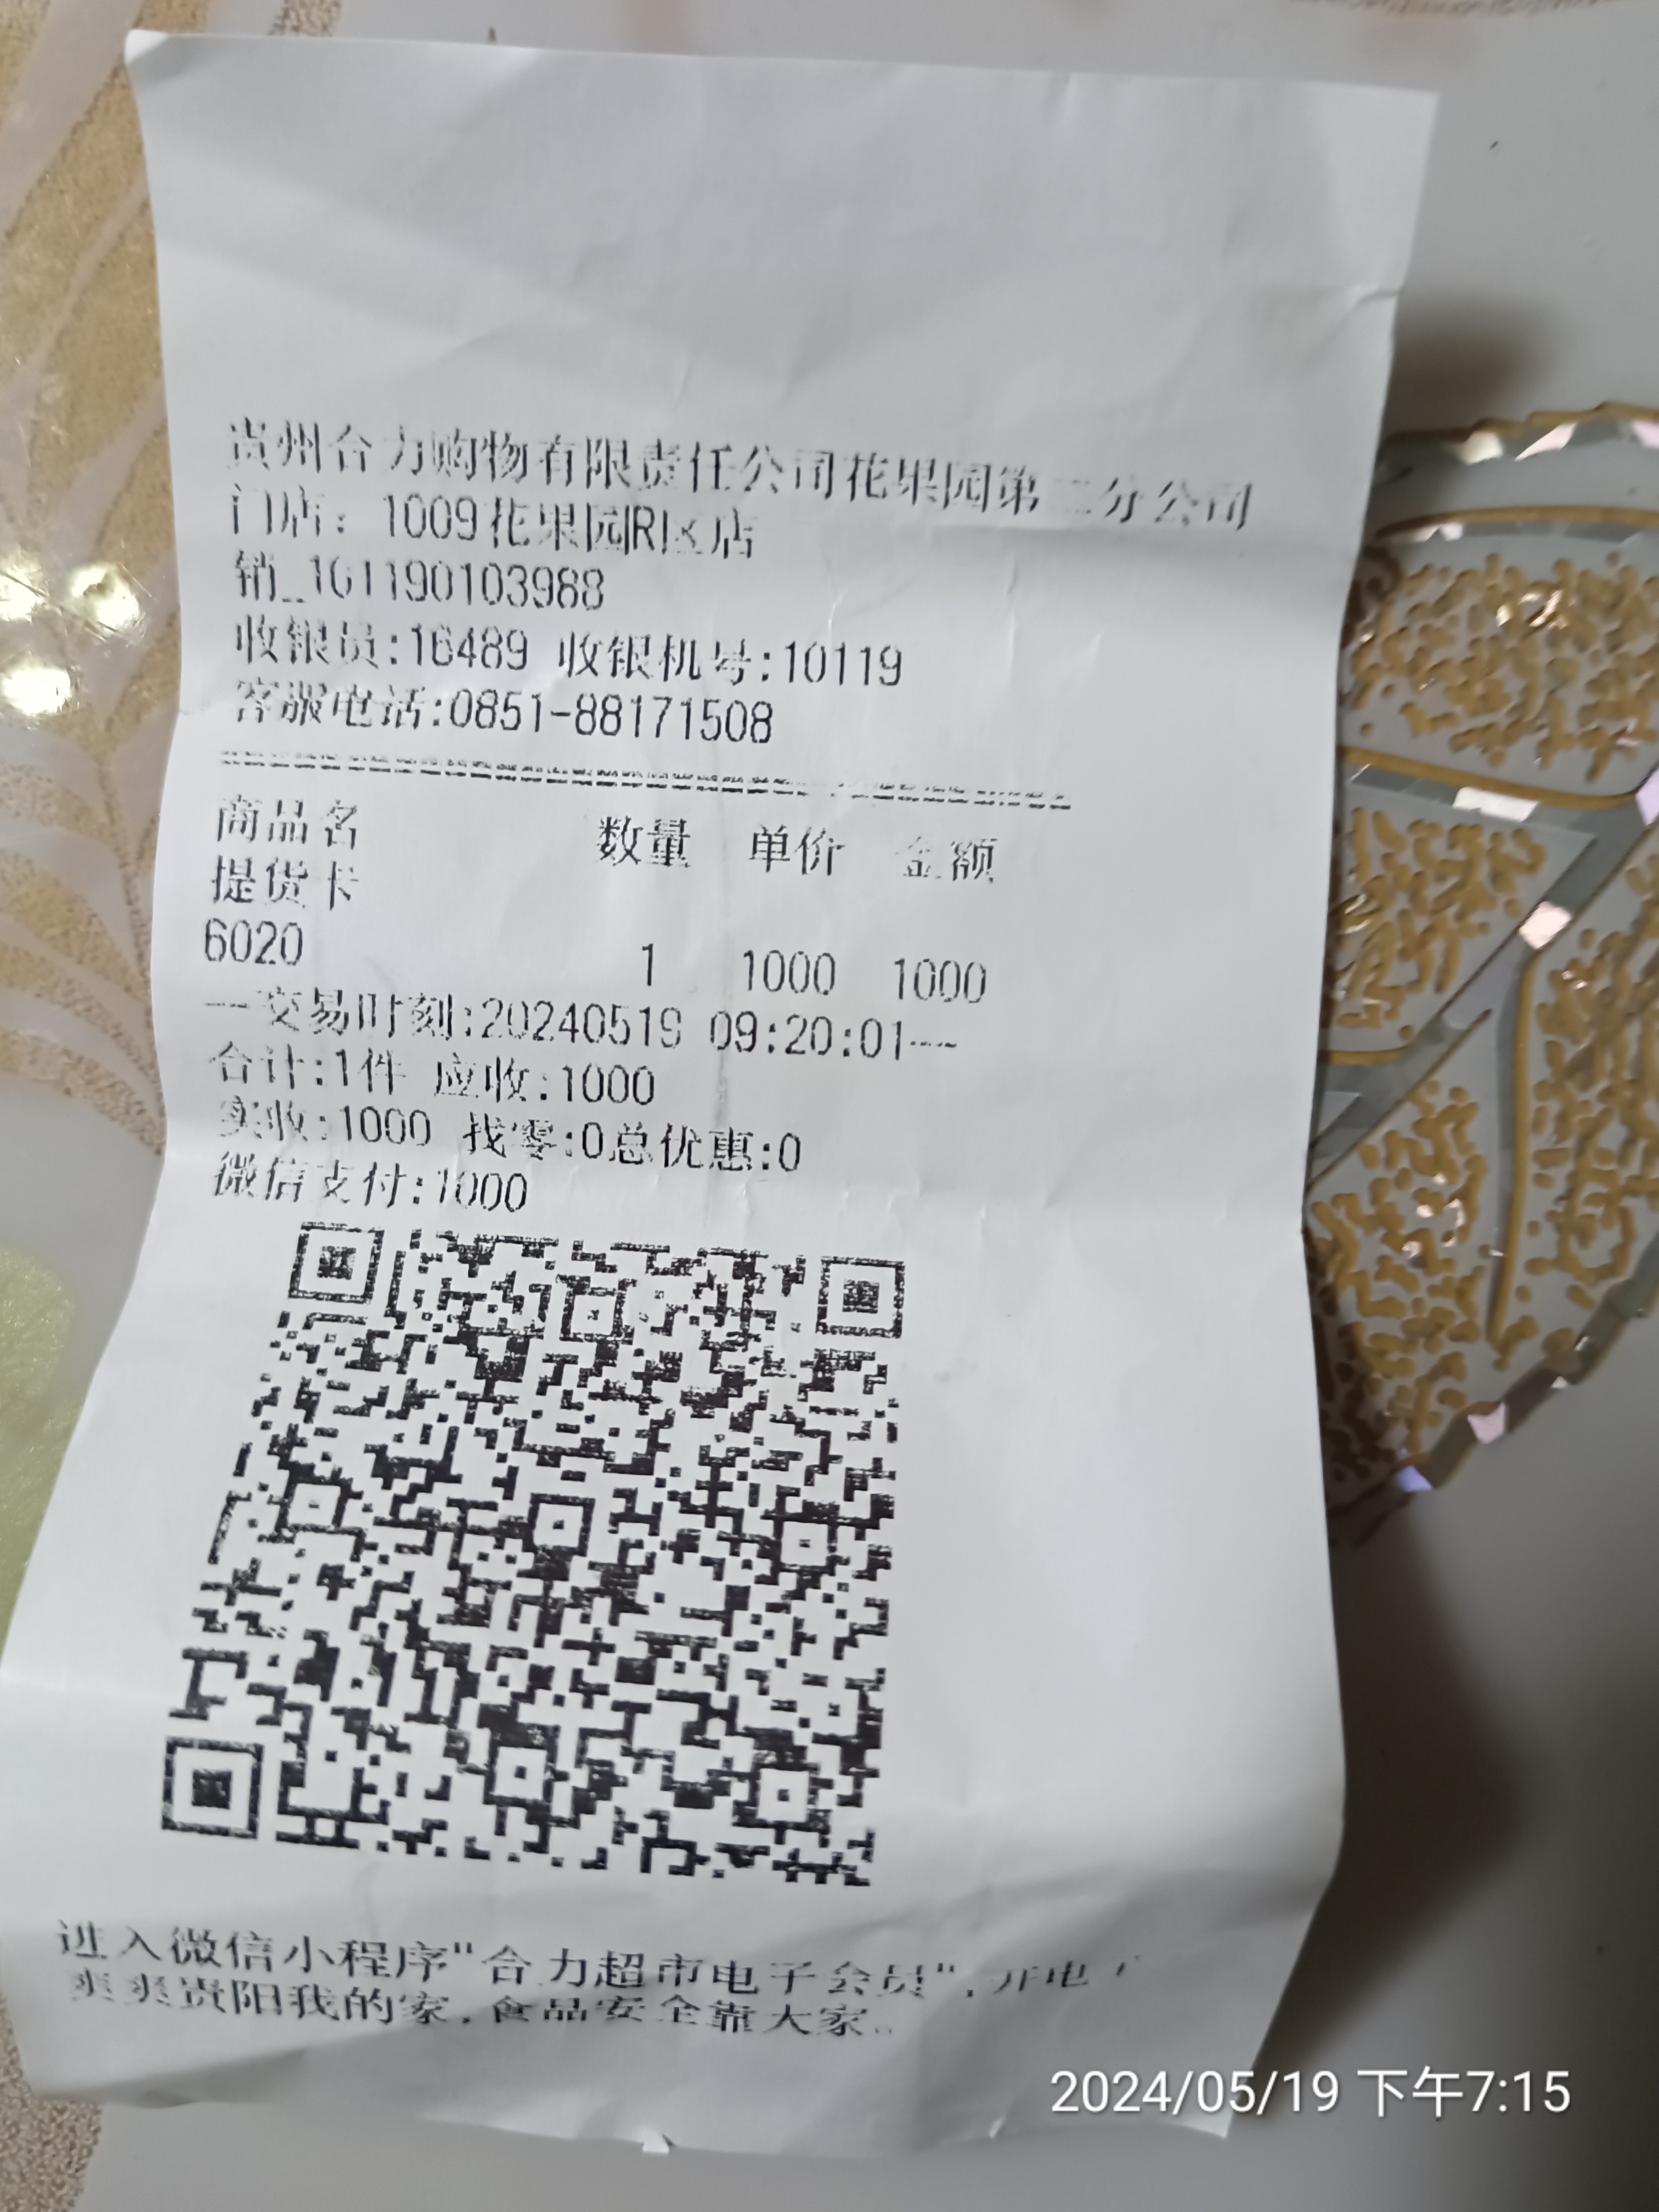 贵州合力购物有限责任公司花果园第二分公司
门店：1009花果园R区店
销_101190103988
收银员:16489 收银机号:10119
客服电话:0851-88171508
商品名 数量 单价 金额
提货卡
6020 1 1000 1000
--交易时刻:20240519 09:20:01---
合计:1件 应收:1000
实收:1000 找零:0总优惠:0
微信支付:1000
进入微信小程序"合力超市电子会员",开电子
爽爽贵阳我的家,食品安全靠大家。
2024/05/19 下午7:15